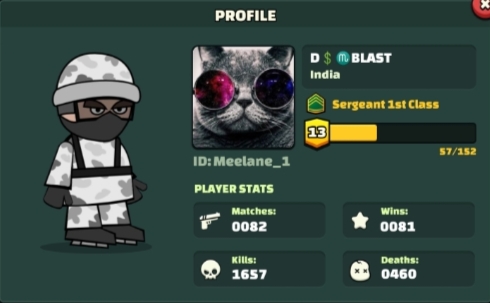 PROFILE
D $ ♏ BLAST
India
Sergeant 1st Class
13
57/152
ID: Meelane_1
PLAYER STATS
Matches:
0082
Wins:
0081
Kills:
1657
Deaths:
0460